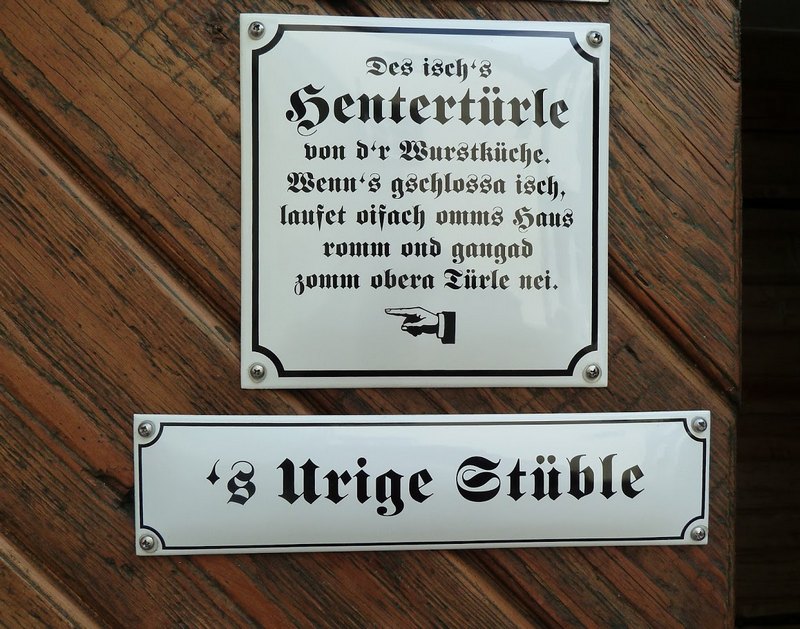 Des isch's
Hentertürle
von d'r Wurstküche.
Wenn's gschlossa isch,
laufet oifach omms Haus
romm ond gangad
zomm obera Türle nei.
's Urige Stüble